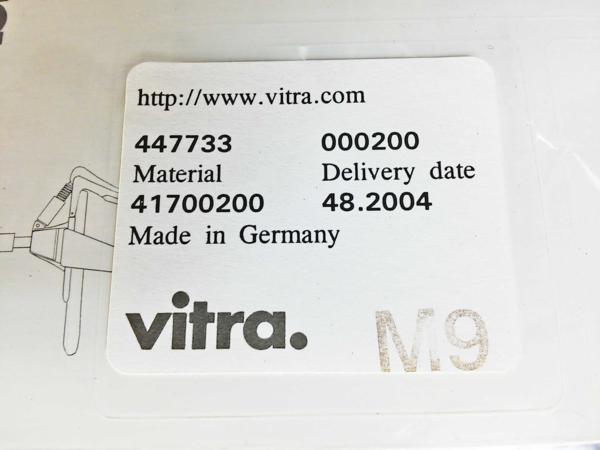 http://www.vitra.com
447733 000200
Material Delivery date
41700200 48.2004
Made in Germany
vitra.
M9